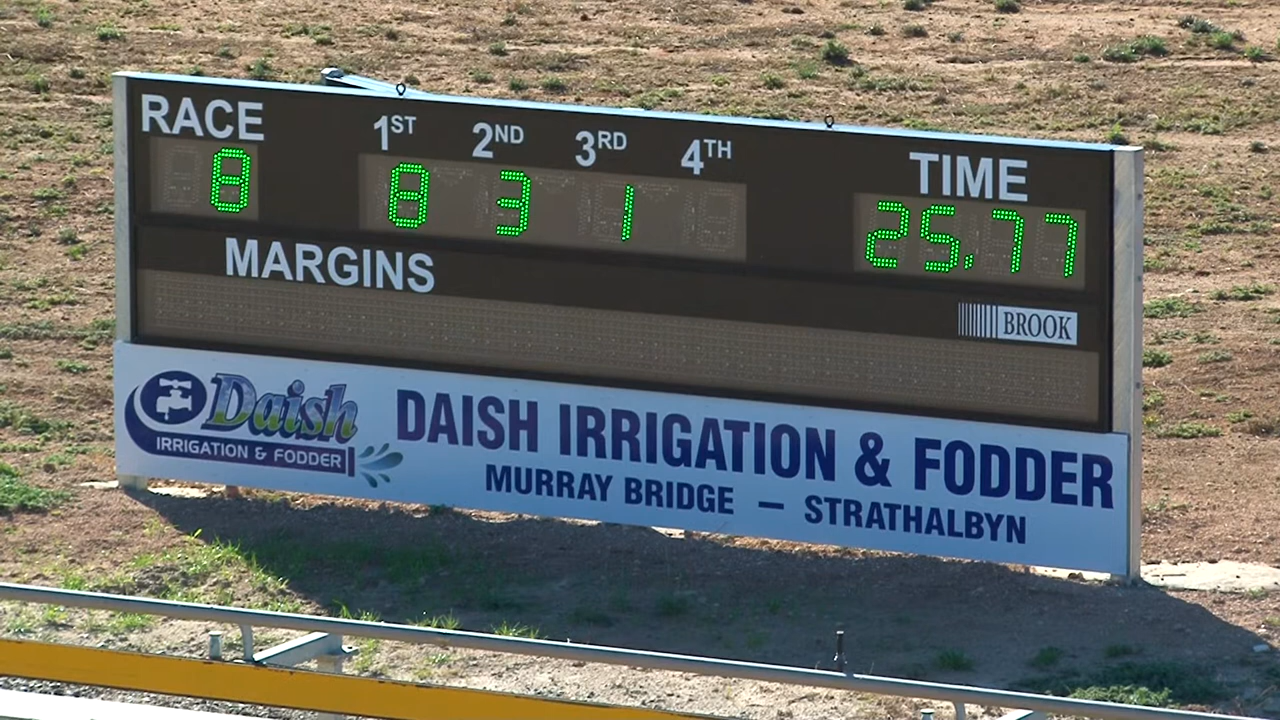 RACE 1ST 2ND 3RD 4TH TIME
8 8 3 1 25.77
MARGINS
BROOK
Daish
IRRIGATION & FODDER
DAISH IRRIGATION & FODDER
MURRAY BRIDGE — STRATHALBYN